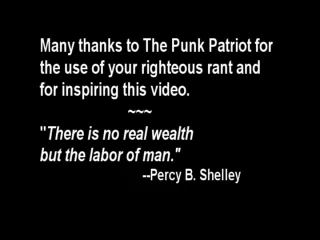 Many thanks to The Punk Patriot for
the use of your righteous rant and
for inspiring this video.
~~~
"There is no real wealth
but the labor of man."
--Percy B. Shelley